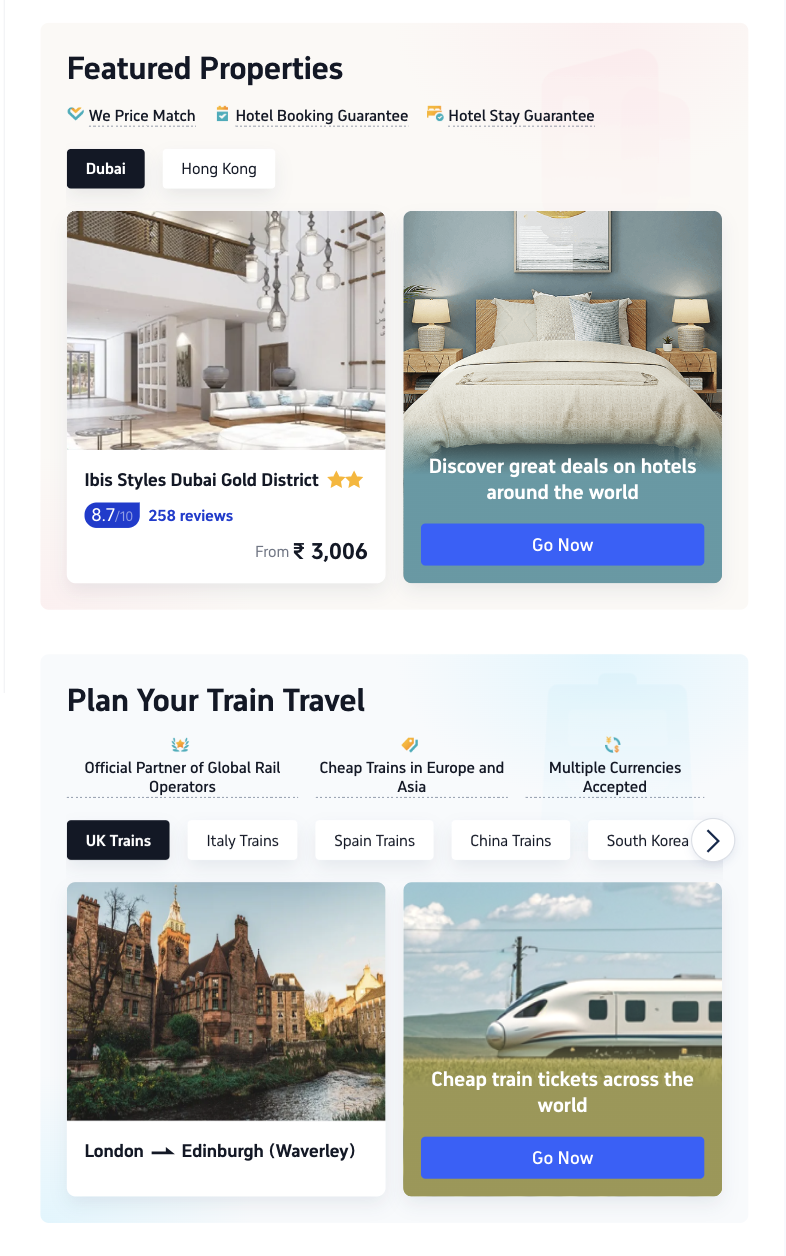 Featured Properties
We Price Match
Hotel Booking Guarantee
Hotel Stay Guarantee
Dubai
Hong Kong
Ibis Styles Dubai Gold District
8.7/10 258 reviews
From ₹ 3,006
Discover great deals on hotels
around the world
Go Now
Plan Your Train Travel
Official Partner of Global Rail
Operators
Cheap Trains in Europe and
Asia
Multiple Currencies
Accepted
UK Trains
Italy Trains
Spain Trains
China Trains
South Korea
London
Edinburgh (Waverley)
Cheap train tickets across the
world
Go Now